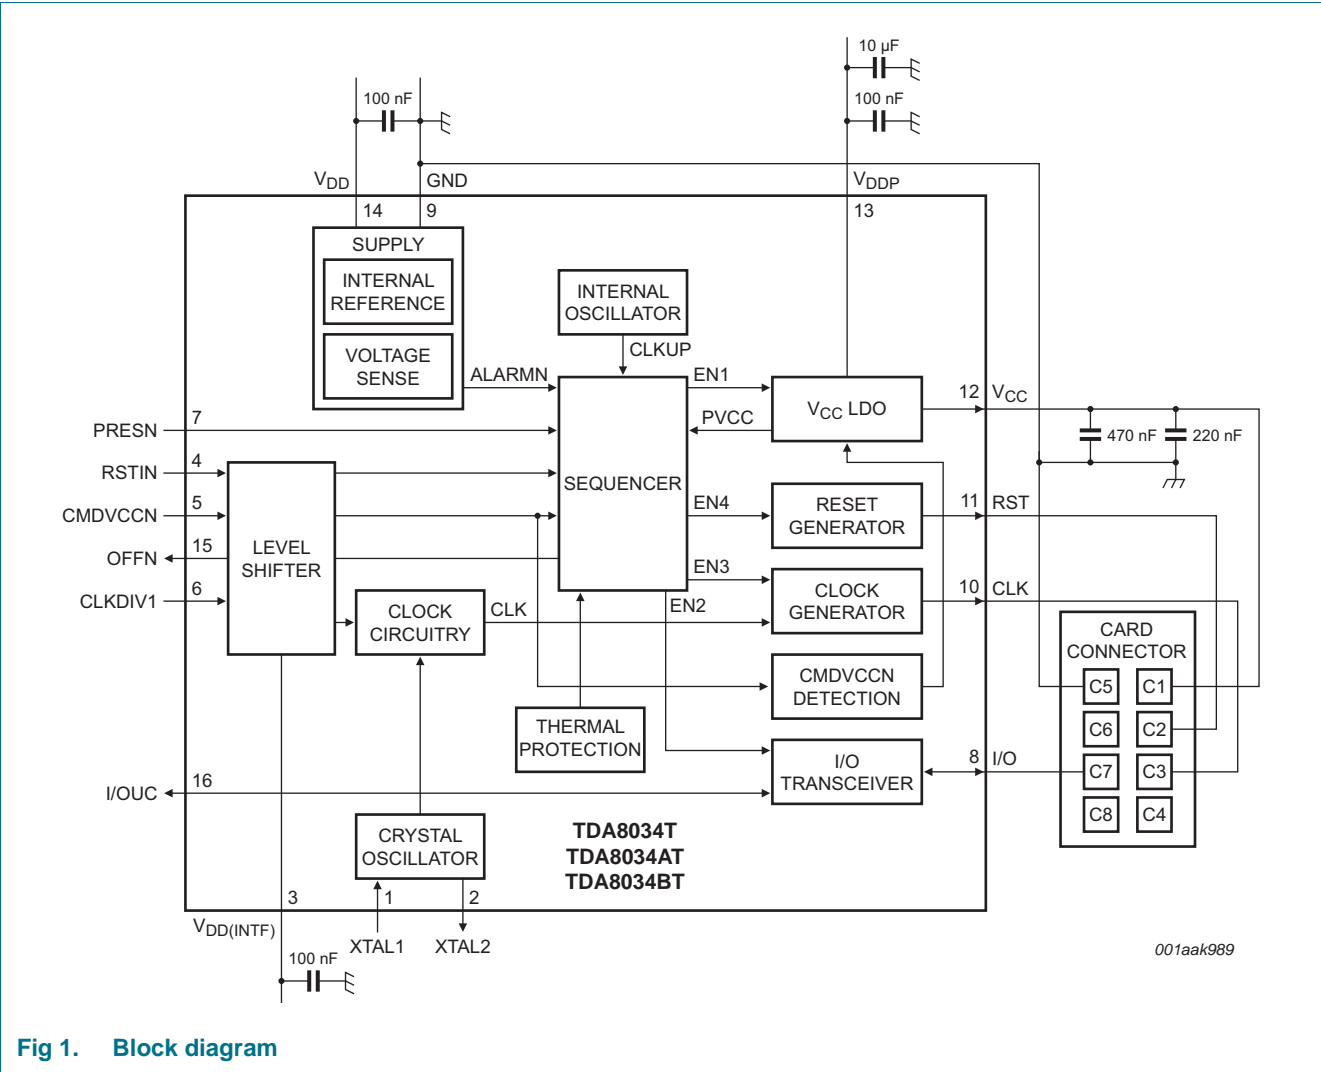 10 µF
100 nF
100 nF
VDD
GND
VDDP
14
9
13
SUPPLY
INTERNAL
REFERENCE
VOLTAGE
SENSE
INTERNAL
OSCILLATOR
CLKUP
ALARMN
EN1
VCC LDO
12
VCC
PVCC
470 nF
220 nF
PRESN
7
RSTIN
4
CMDVCCN
5
OFFN
15
CLKDIV1
6
LEVEL
SHIFTER
SEQUENCER
EN4
RESET
GENERATOR
11
RST
EN3
EN2
CLOCK
GENERATOR
10
CLK
CLOCK
CIRCUITRY
CLK
CMDVCCN
DETECTION
THERMAL
PROTECTION
I/O
TRANSCEIVER
8
I/O
CARD
CONNECTOR
C5
C1
C6
C2
C7
C3
C8
C4
I/OUC
16
CRYSTAL
OSCILLATOR
TDA8034T
TDA8034AT
TDA8034BT
3
1
2
VDD(INTF)
XTAL1
XTAL2
100 nF
001aak989
Fig 1. Block diagram